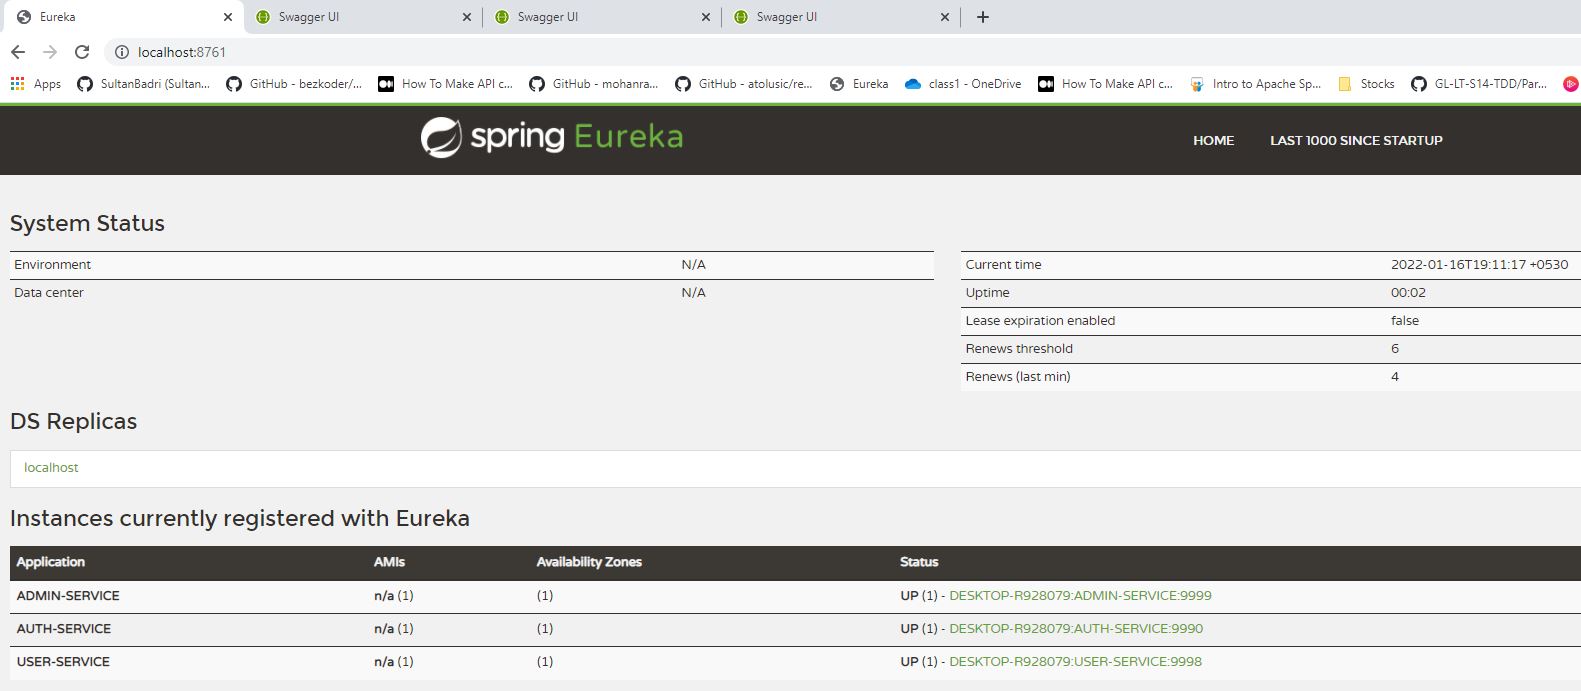 Eureka
Swagger UI
Swagger UI
Swagger UI
localhost:8761
Apps SultanBadri (Sultan... GitHub - bezkoder/... How To Make API c... GitHub - mohanra... GitHub - atolusic/re... Eureka class1 - OneDrive How To Make API c... Intro to Apache Sp... Stocks GL-LT-S14-TDD/Par...
spring Eureka
HOME LAST 1000 SINCE STARTUP
System Status
Environment N/A
Data center N/A
Current time 2022-01-16T19:11:17 +0530
Uptime 00:02
Lease expiration enabled false
Renews threshold 6
Renews (last min) 4
DS Replicas
localhost
Instances currently registered with Eureka
Application AMIs Availability Zones Status
ADMIN-SERVICE n/a (1) (1) UP (1) - DESKTOP-R928079:ADMIN-SERVICE:9999
AUTH-SERVICE n/a (1) (1) UP (1) - DESKTOP-R928079:AUTH-SERVICE:9990
USER-SERVICE n/a (1) (1) UP (1) - DESKTOP-R928079:USER-SERVICE:9998